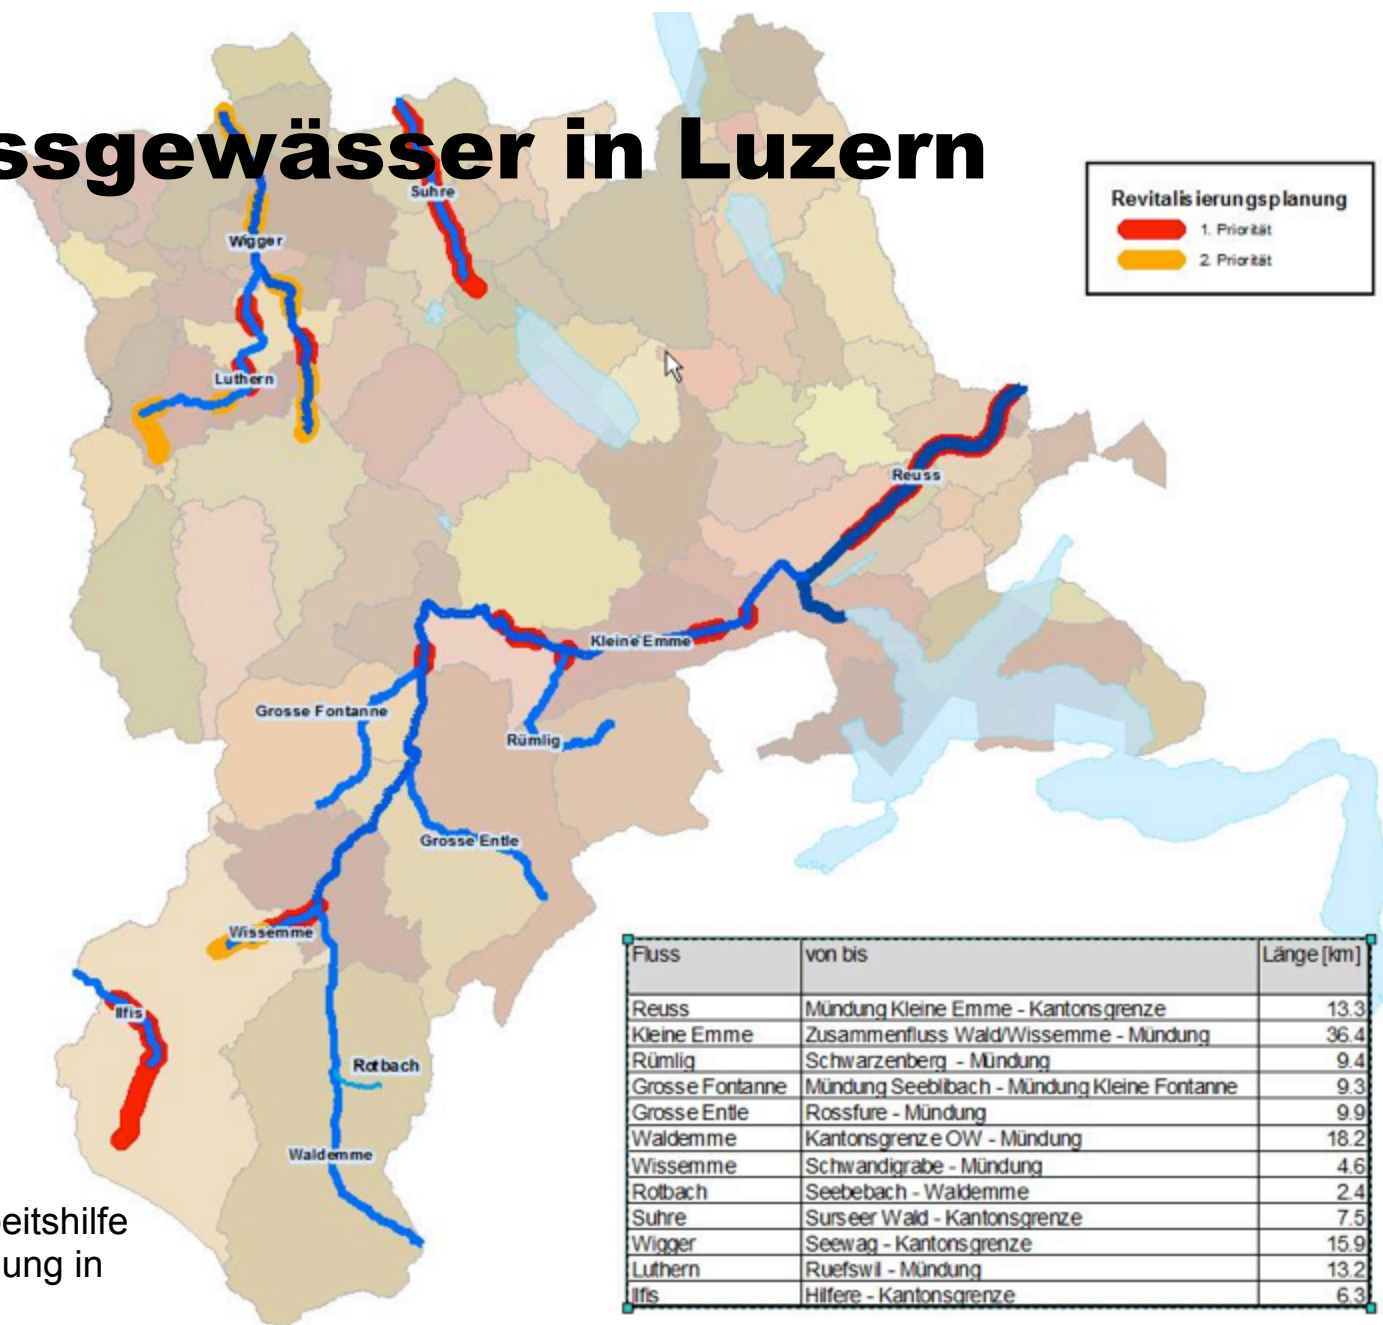 ssgewässer in Luzern
Revitalisierungsplanung
1. Priorität
2. Priorität
Suhre
Wigger
Luthern
Reuss
Kleine Emme
Grosse Fontanne
Rümlig
Grosse Entle
Wissemme
Ilfis
Rotbach
Waldemme
Fluss von bis Länge [km]
Reuss Mündung Kleine Emme - Kantonsgrenze 13.3
Kleine Emme Zusammenfluss Wald/Wissemme - Mündung 36.4
Rümlig Schwarzenberg - Mündung 9.4
Grosse Fontanne Mündung Seeblibach - Mündung Kleine Fontanne 9.3
Grosse Entle Rossfure - Mündung 9.9
Waldemme Kantonsgrenze OW - Mündung 18.2
Wissemme Schwandigrabe - Mündung 4.6
Rotbach Seebebach - Waldemme 2.4
Suhre Surseer Wald - Kantonsgrenze 7.5
Wigger Seewag - Kantonsgrenze 15.9
Luthern Ruefswil - Mündung 13.2
Ilfis Hilfere - Kantonsgrenze 6.3
eitshilfe
ung in